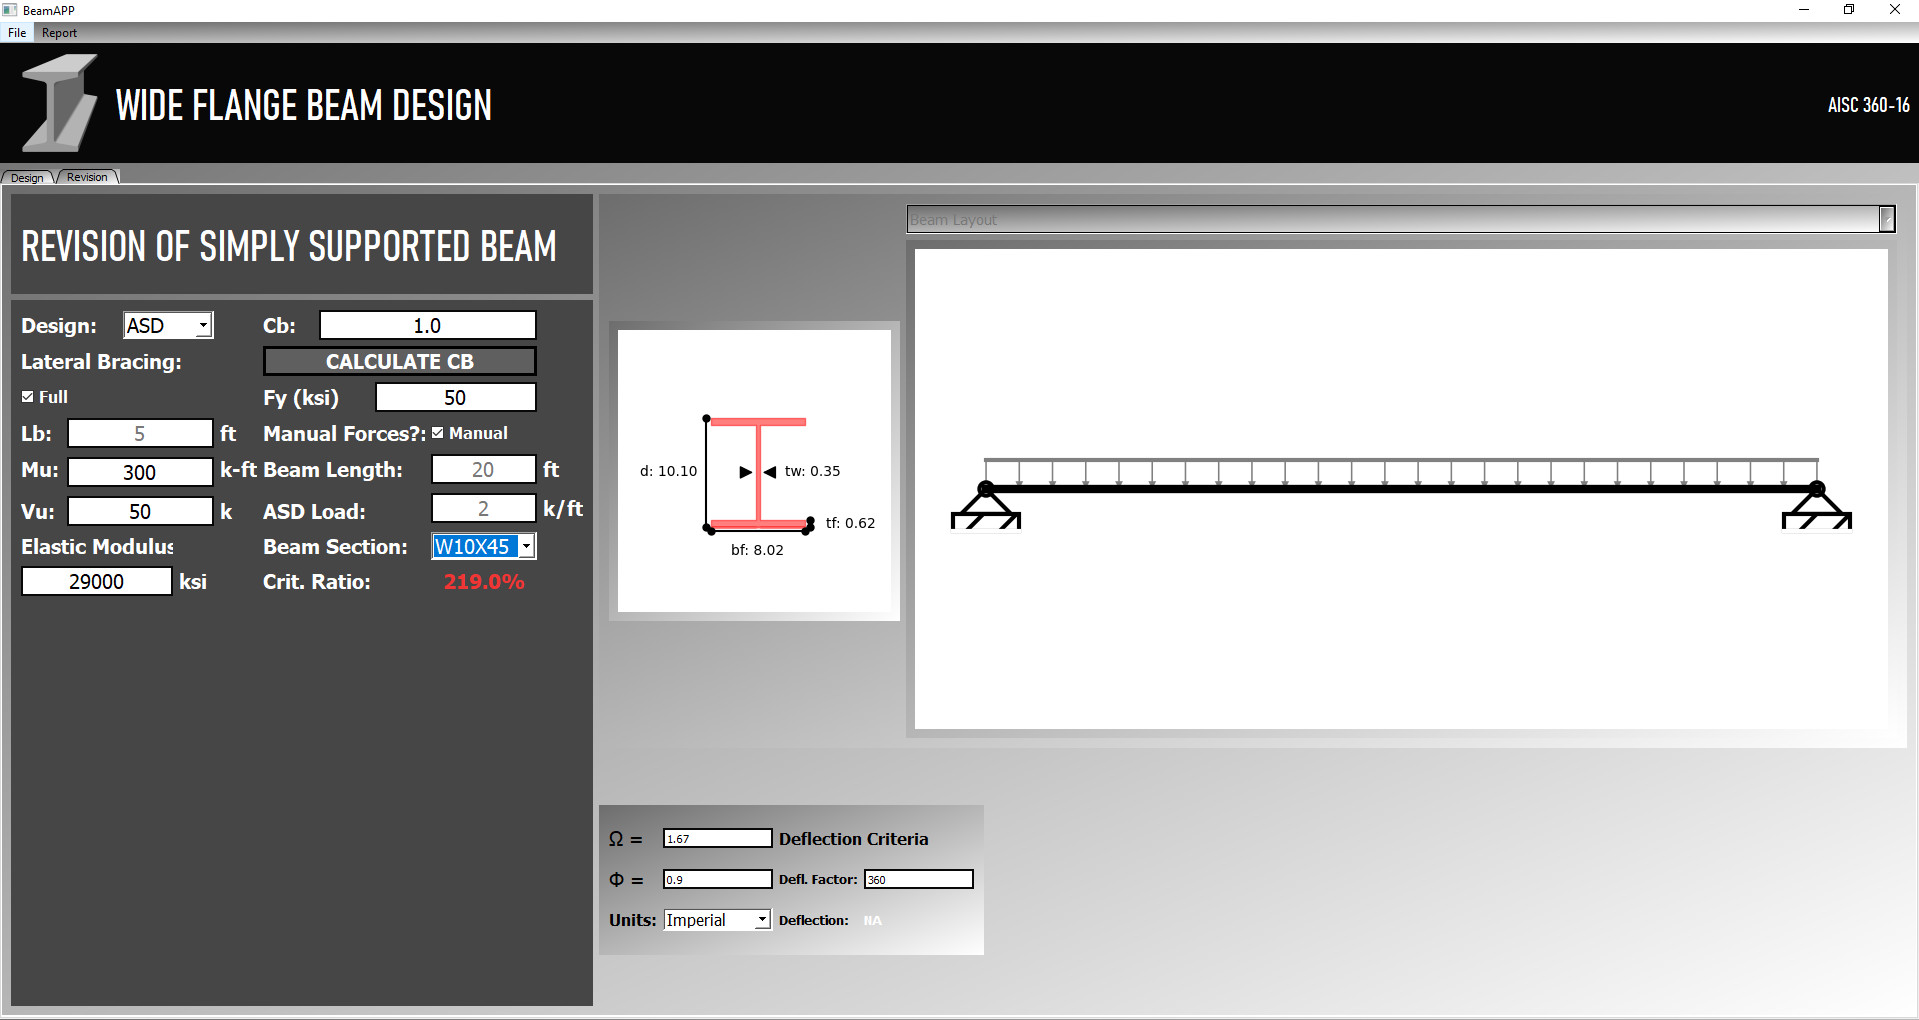 BeamAPP
File Report
WIDE FLANGE BEAM DESIGN
AISC 360-16
Design Revision
REVISION OF SIMPLY SUPPORTED BEAM
Beam Layout
Design: ASD Cb: 1.0
Lateral Bracing: CALCULATE CB
Full Fy (ksi) 50
Lb: 5 ft Manual Forces?: Manual
Mu: 300 k-ft Beam Length: 20 ft
Vu: 50 k ASD Load: 2 k/ft
Elastic Modulus Beam Section: W10X45
29000 ksi Crit. Ratio: 219.0%
d: 10.10 tw: 0.35
tf: 0.62
bf: 8.02
Ω = 1.67 Deflection Criteria
Φ = 0.9 Defl. Factor: 360
Units: Imperial Deflection: NA